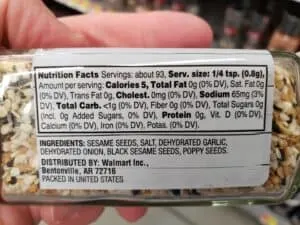 Nutrition Facts Servings: about 93, Serv. size: 1/4 tsp. (0.8g),
Amount per serving: Calories 5, Total Fat 0g (0% DV), Sat. Fat 0g
(0% DV), Trans Fat 0g, Cholest. 0mg (0% DV), Sodium 65mg (3%
DV), Total Carb. <1g (0% DV), Fiber 0g (0% DV), Total Sugars 0g
(Incl. 0g Added Sugars, 0% DV), Protein 0g, Vit. D (0% DV),
Calcium (0% DV), Iron (0% DV), Potas. (0% DV).
INGREDIENTS: SESAME SEEDS, SALT, DEHYDRATED GARLIC,
DEHYDRATED ONION, BLACK SESAME SEEDS, POPPY SEEDS.
DISTRIBUTED BY: Walmart Inc.,
Bentonville, AR 72716
PACKED IN UNITED STATES